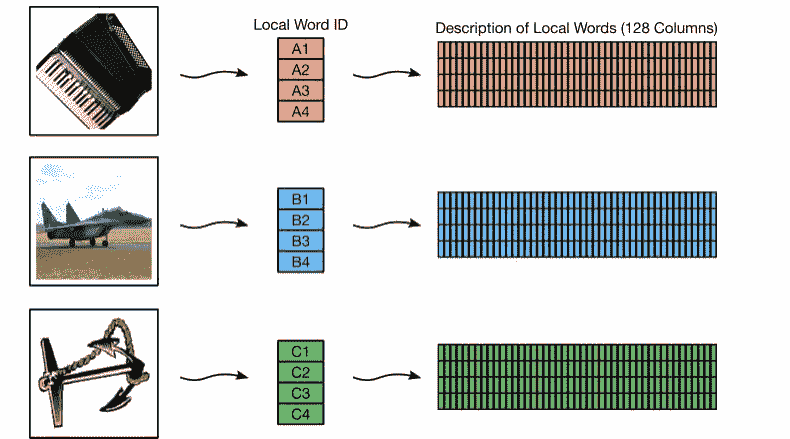 Local Word ID
Description of Local Words (128 Columns)
A1
A2
A3
A4
B1
B2
B3
B4
C1
C2
C3
C4